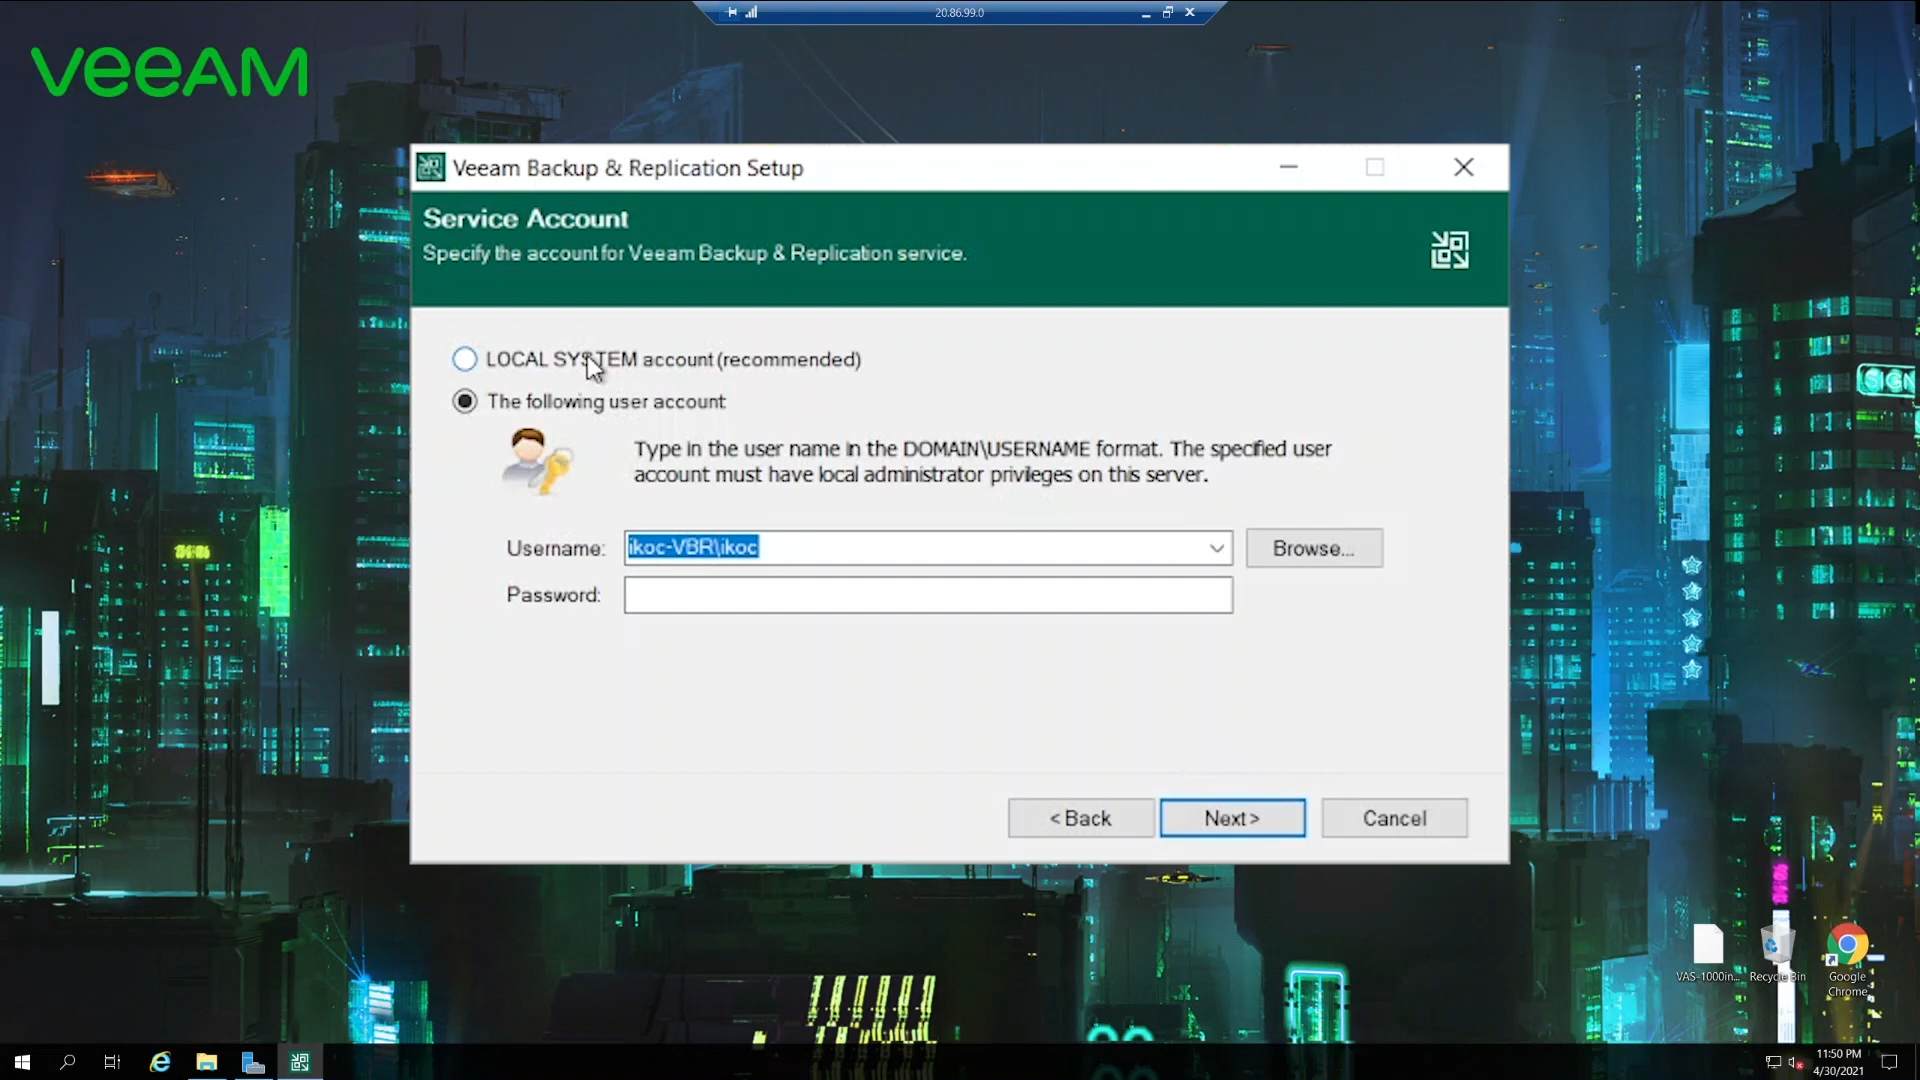 20.86.99.0
veeAM
Veeam Backup & Replication Setup
Service Account
Specify the account for Veeam Backup & Replication service.
LOCAL SYSTEM account (recommended)
The following user account
Type in the user name in the DOMAIN\USERNAME format. The specified user
account must have local administrator privileges on this server.
Username: ikoc-VBR\ikoc Browse...
Password:
< Back Next > Cancel
SIGN
VAS-1000in...
Recycle Bin
Google
Chrome
11:50 PM
4/30/2021